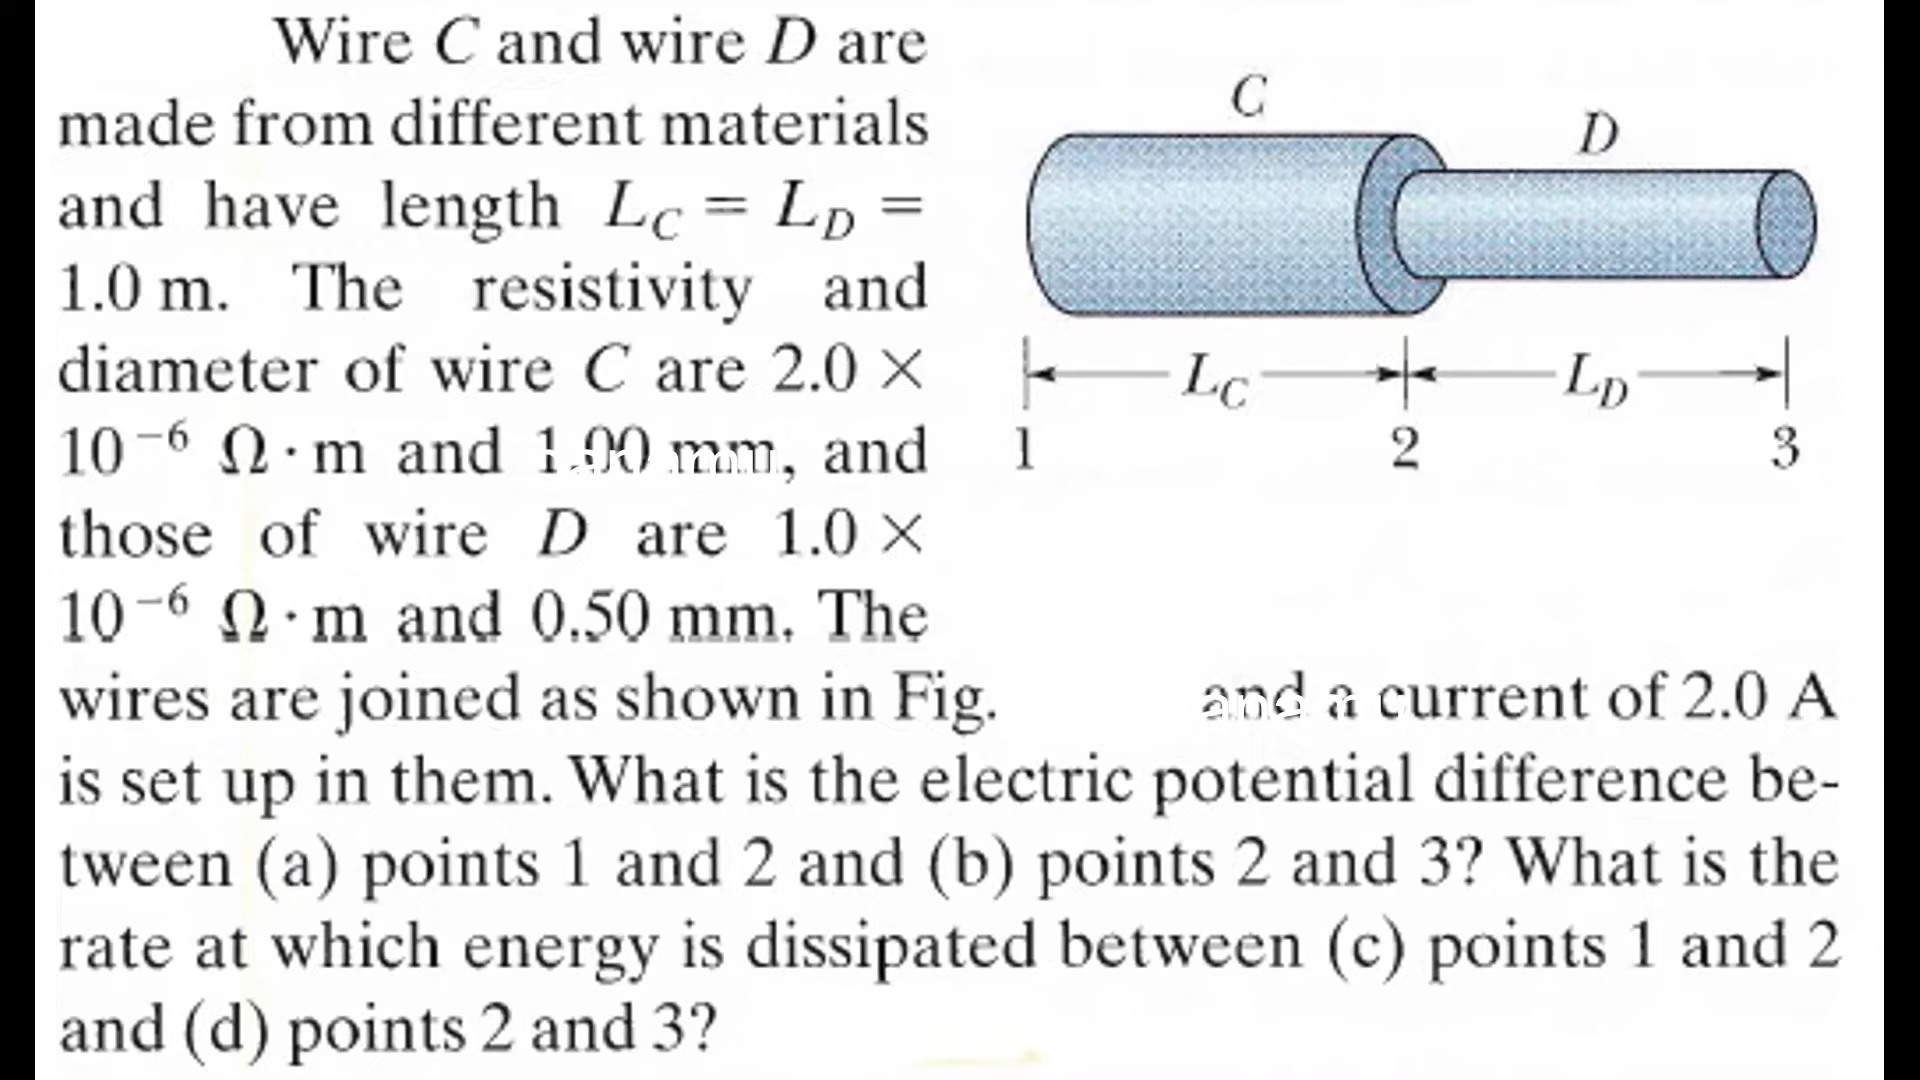 Wire C and wire D are
made from different materials
and have length L_C = L_D =
1.0 m. The resistivity and
diameter of wire C are 2.0 ×
10⁻⁶ Ω · m and 1.00 mm, and
those of wire D are 1.0 ×
10⁻⁶ Ω · m and 0.50 mm. The
wires are joined as shown in Fig. and a current of 2.0 A
is set up in them. What is the electric potential difference be-
tween (a) points 1 and 2 and (b) points 2 and 3? What is the
rate at which energy is dissipated between (c) points 1 and 2
and (d) points 2 and 3?
C
D
L_C L_D
1 2 3